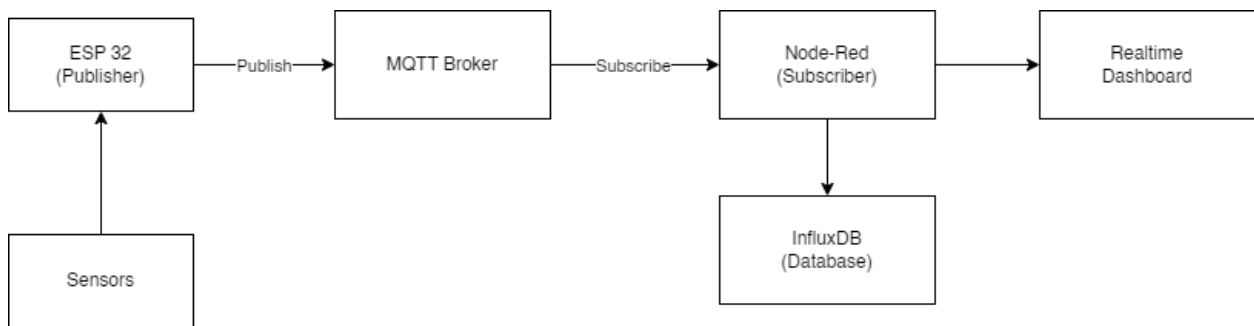 ESP 32
(Publisher)
Publish
MQTT Broker
Subscribe
Node-Red
(Subscriber)
Realtime
Dashboard
Sensors
InfluxDB
(Database)